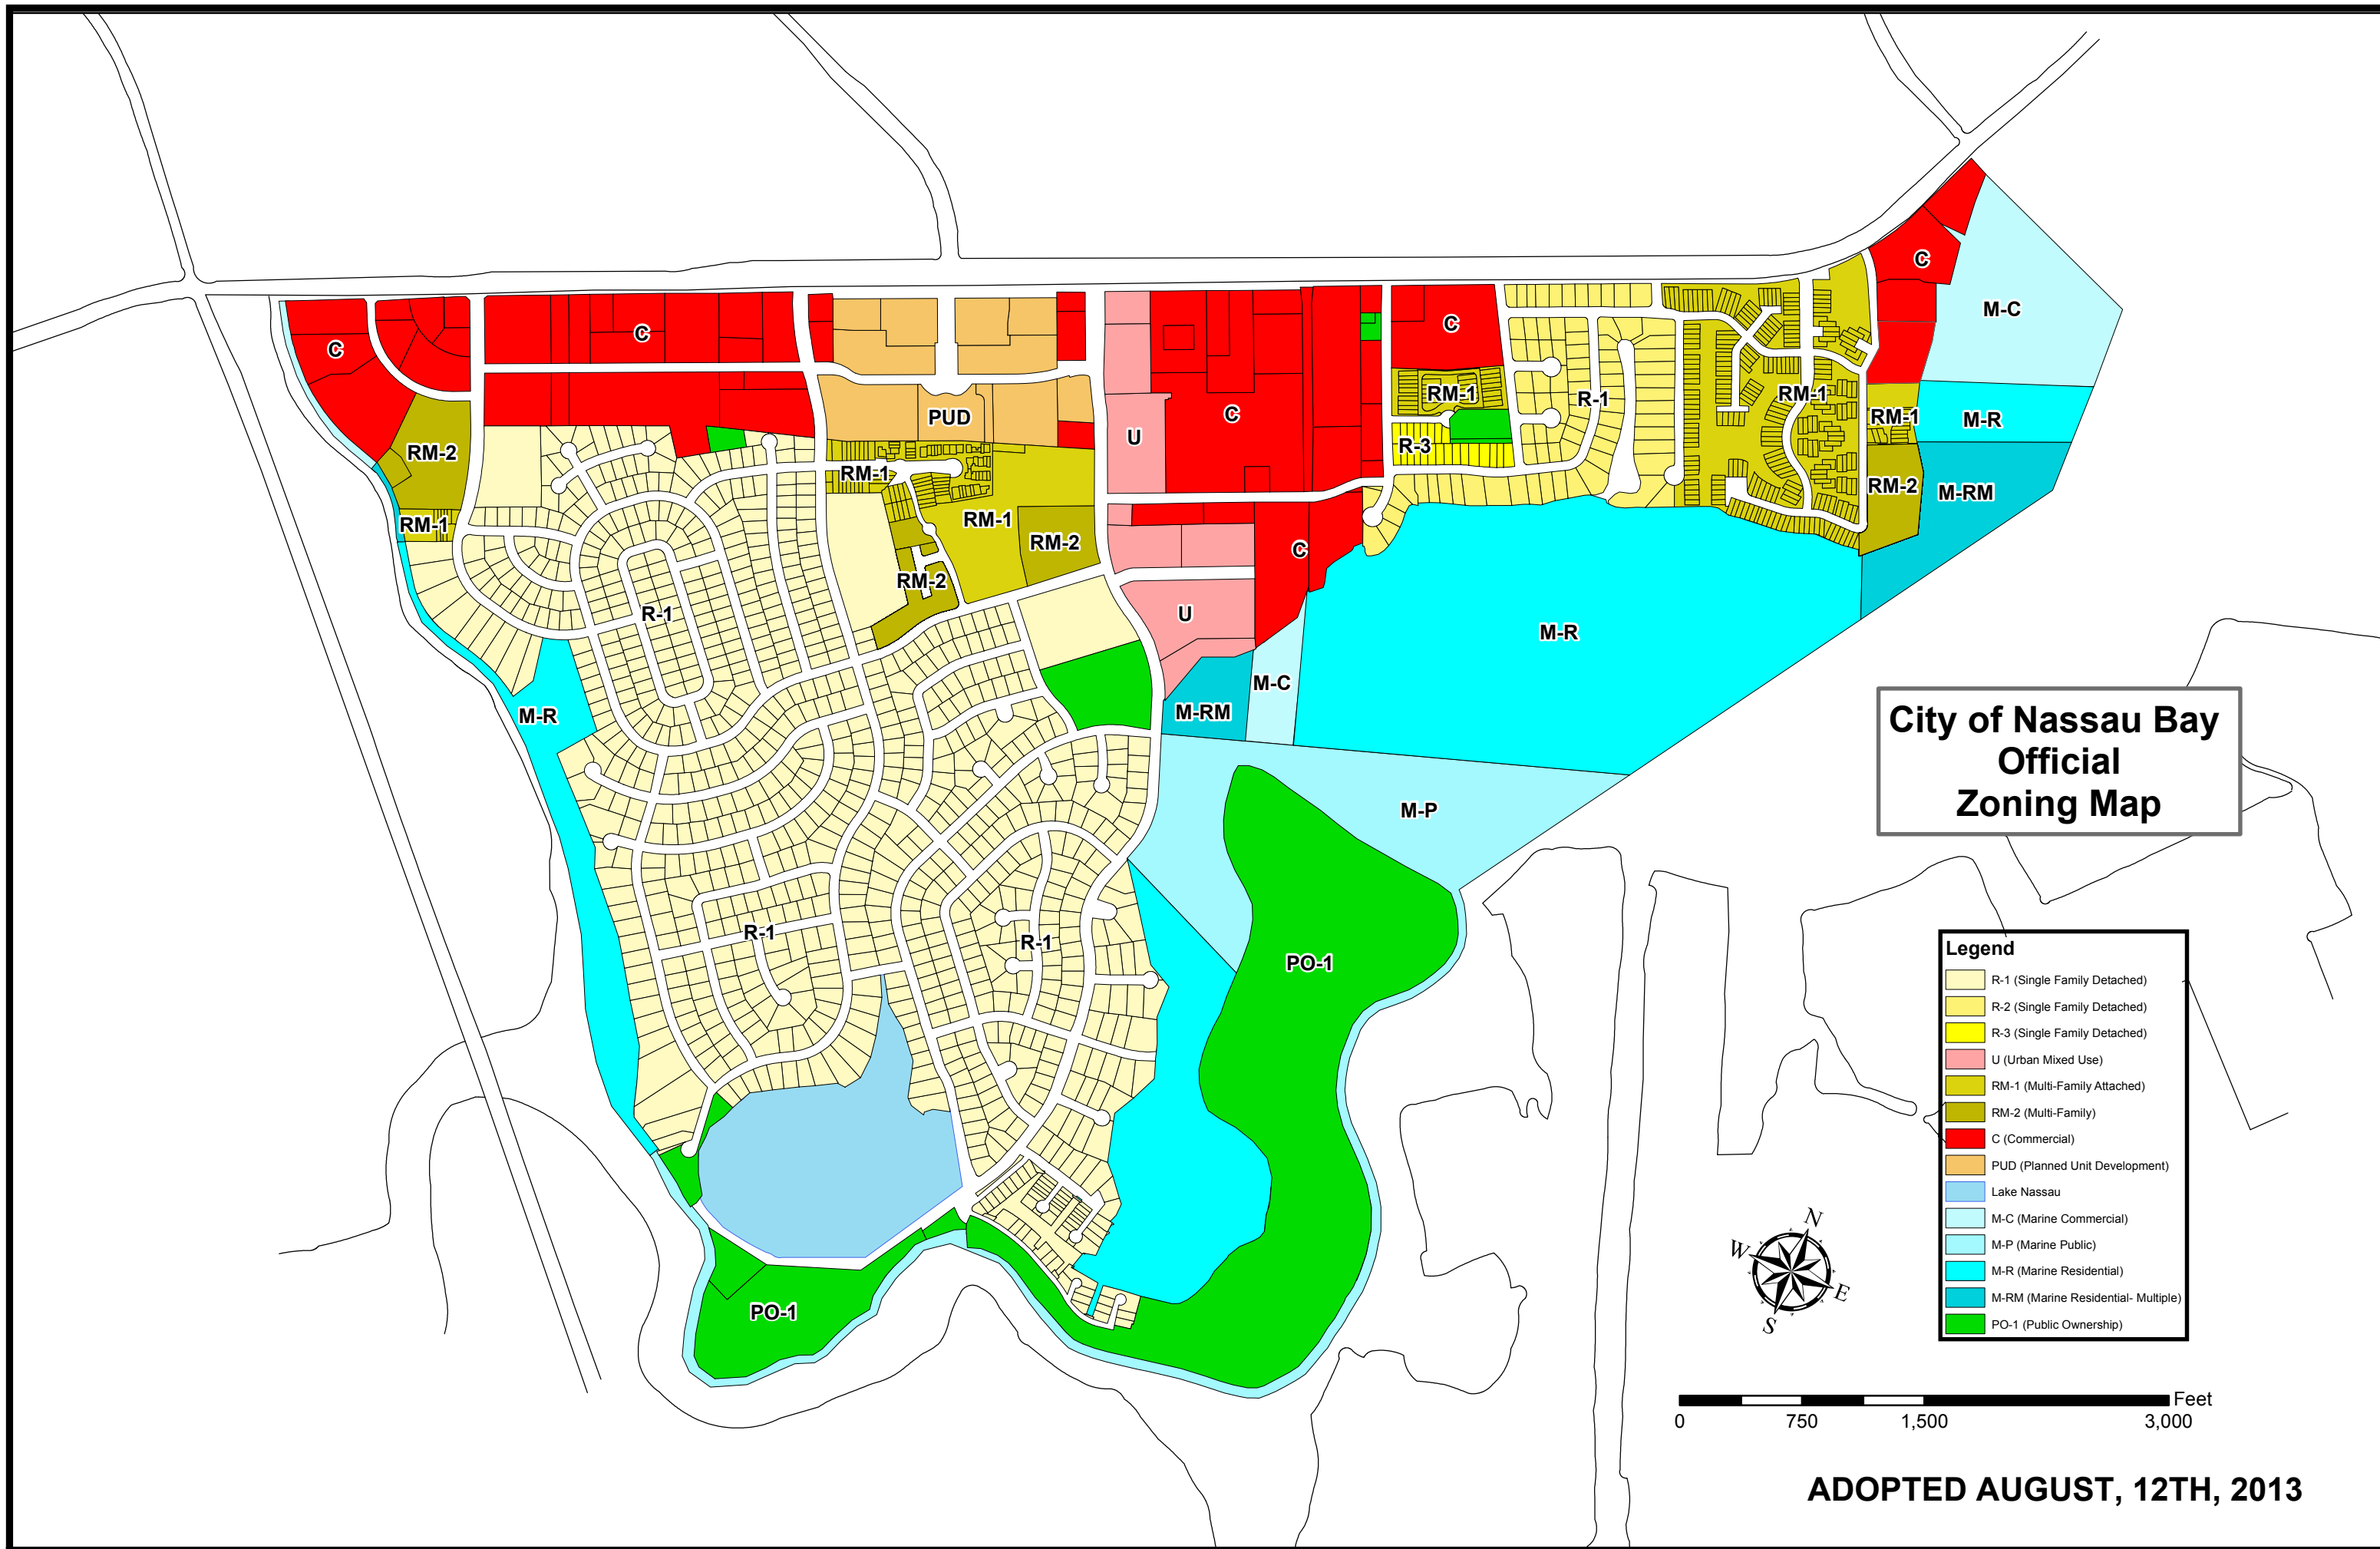 C
C
M-C
C
C
RM-1
R-1
RM-1
PUD
C
RM-1
M-R
U
R-3
RM-2
RM-1
RM-2
M-RM
RM-1
RM-1
RM-2
C
RM-2
R-1
U
M-R
M-C
M-R
M-RM
City of Nassau Bay
Official
Zoning Map
M-P
R-1
R-1
PO-1
PO-1
Legend
R-1 (Single Family Detached)
R-2 (Single Family Detached)
R-3 (Single Family Detached)
U (Urban Mixed Use)
RM-1 (Multi-Family Attached)
RM-2 (Multi-Family)
C (Commercial)
PUD (Planned Unit Development)
Lake Nassau
M-C (Marine Commercial)
M-P (Marine Public)
M-R (Marine Residential)
M-RM (Marine Residential- Multiple)
PO-1 (Public Ownership)
N
W
E
S
Feet
0 750 1,500 3,000
ADOPTED AUGUST, 12TH, 2013